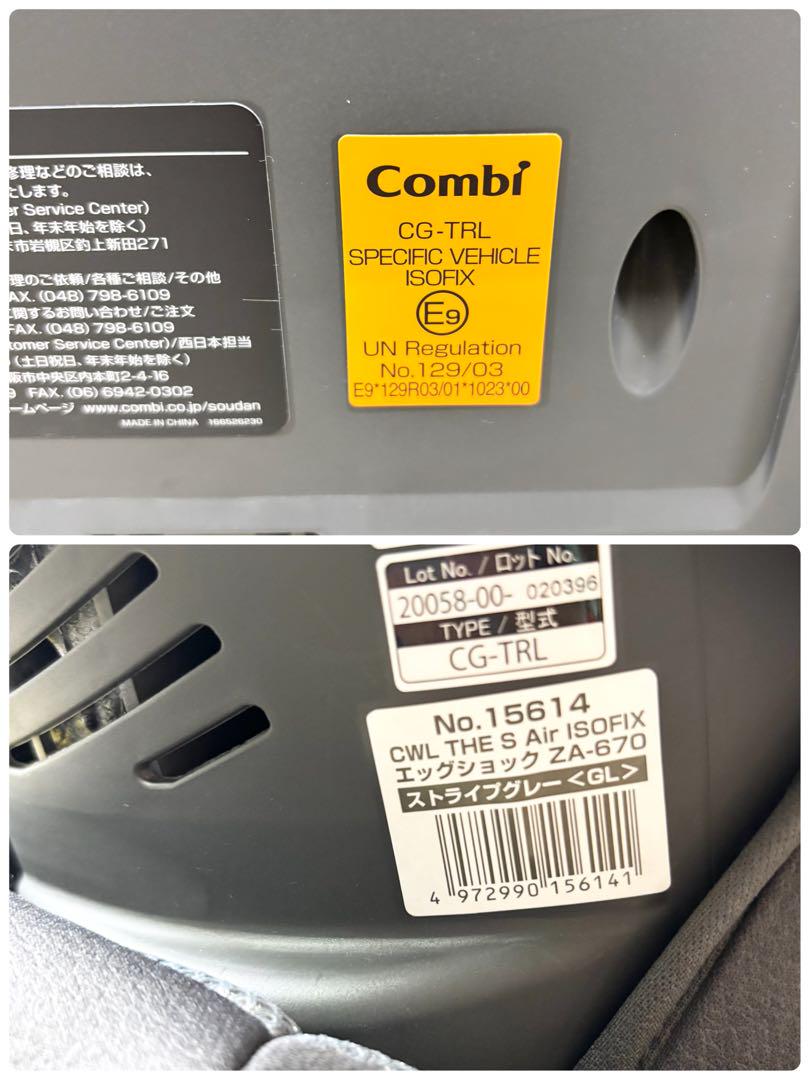 修理などのご相談は、
たします。
er Service Center)
日、年末年始を除く)
市岩槻区釣上新田271
理のご依頼/各種ご相談/その他
FAX. (048) 798-6109
に関するお問い合わせ/ご注文
FAX. (048) 798-6109
tomer Service Center)/西日本担当
(土日祝日、年末年始を除く)
阪市中央区内本町2-4-16
9 FAX. (06) 6942-0302
ームページ www.combi.co.jp/soudan
MADE IN CHINA 166526230
Combi
CG-TRL
SPECIFIC VEHICLE
ISOFIX
E9
UN Regulation
No.129/03
E9*129R03/01*1023*00
Lot No. / ロット No.
20058-00- 020396
TYPE / 型式
CG-TRL
No.15614
CWL THE S Air ISOFIX
エッグショック ZA-670
ストライプグレー<GL>
4 972990 156141